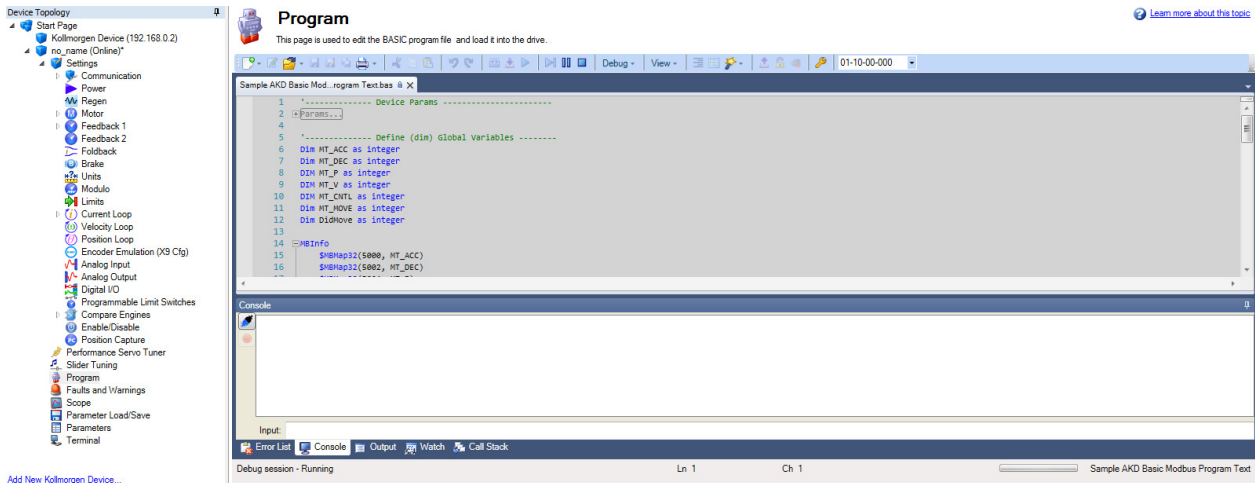 Device Topology
Start Page
Kollmorgen Device (192.168.0.2)
no_name (Online)*
Settings
Communication
Power
Regen
Motor
Feedback 1
Feedback 2
Foldback
Brake
Units
Modulo
Limits
Current Loop
Velocity Loop
Position Loop
Encoder Emulation (X9 Cfg)
Analog Input
Analog Output
Digital I/O
Programmable Limit Switches
Compare Engines
Enable/Disable
Position Capture
Performance Servo Tuner
Slider Tuning
Program
Faults and Warnings
Scope
Parameter Load/Save
Parameters
Terminal
Add New Kollmorgen Device...
Program
Learn more about this topic
This page is used to edit the BASIC program file and load it into the drive.
Debug View 01-10-00-000
Sample AKD Basic Mod...rogram Text.bas
1 '-------------- Device Params -----------------------
2 Params...
4
5 '-------------- Define (dim) Global Variables --------
6 Dim MT_ACC as integer
7 Dim MT_DEC as integer
8 DIM MT_P as integer
9 DIM MT_V as integer
10 DIM MT_CNTL as integer
11 Dim MT_MOVE as integer
12 Dim DidMove as integer
13
14 MBInfo
15 $MBMap32(5000, MT_ACC)
16 $MBMap32(5002, MT_DEC)
Console
Input:
Error List Console Output Watch Call Stack
Debug session - Running Ln 1 Ch 1 Sample AKD Basic Modbus Program Text